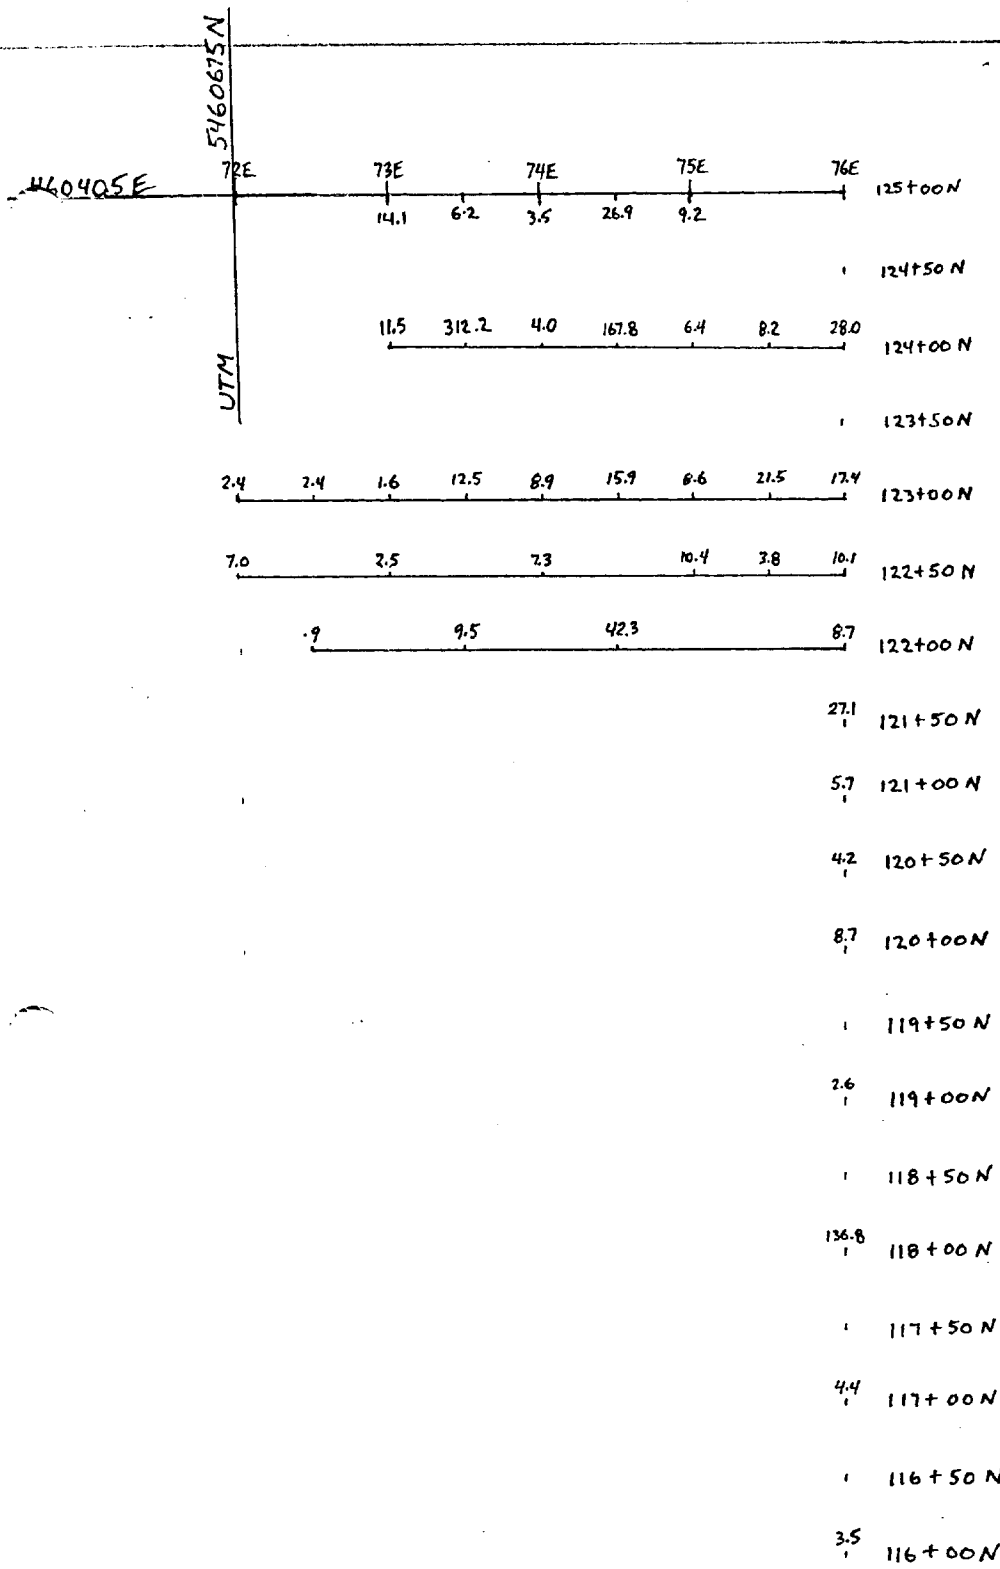 5460675N
72E 73E 74E 75E 76E
460405E 125+00N
14.1 6.2 3.5 26.9 9.2
124+50 N
11.5 312.2 4.0 167.8 6.4 8.2 28.0
124+00 N
UTM
123+50N
2.4 2.4 1.6 12.5 8.9 15.9 8.6 21.5 17.4
123+00N
7.0 2.5 7.3 10.4 3.8 10.1
122+50 N
.9 9.5 42.3 8.7
122+00 N
27.1 121+50 N
5.7 121+00 N
4.2 120+50N
8.7 120+00N
119+50 N
2.6 119+00N
118+50 N
136.8 118+00 N
117+50 N
4.4 117+00 N
116+50 N
3.5 116+00N